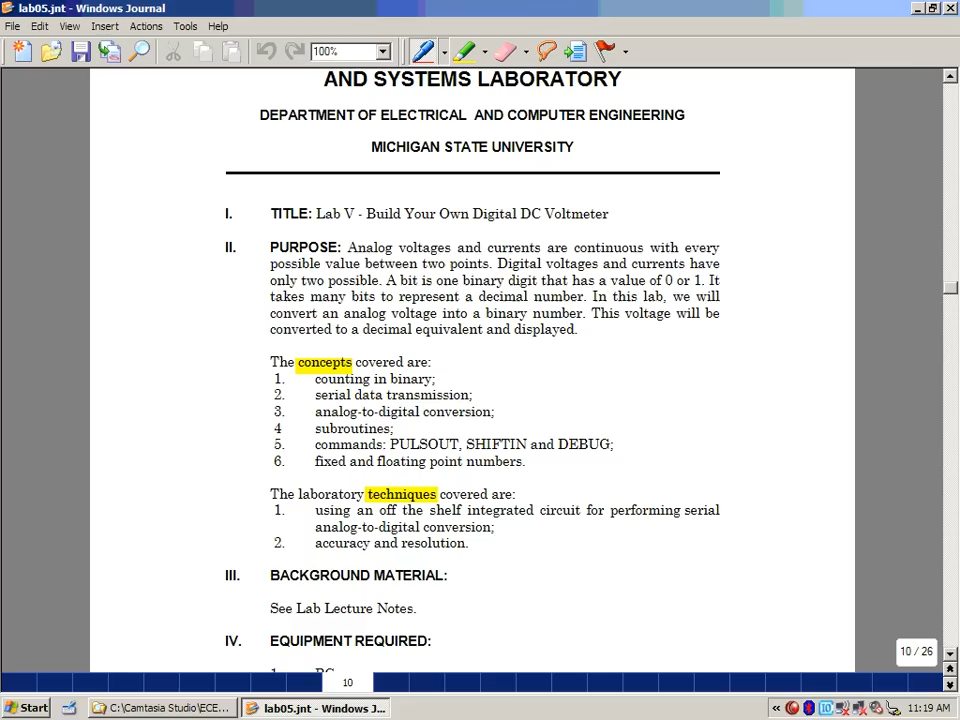 lab05.jnt - Windows Journal
File Edit View Insert Actions Tools Help
100%
AND SYSTEMS LABORATORY
DEPARTMENT OF ELECTRICAL AND COMPUTER ENGINEERING
MICHIGAN STATE UNIVERSITY
I. TITLE: Lab V - Build Your Own Digital DC Voltmeter
II. PURPOSE: Analog voltages and currents are continuous with every
possible value between two points. Digital voltages and currents have
only two possible. A bit is one binary digit that has a value of 0 or 1. It
takes many bits to represent a decimal number. In this lab, we will
convert an analog voltage into a binary number. This voltage will be
converted to a decimal equivalent and displayed.
The concepts covered are:
1. counting in binary;
2. serial data transmission;
3. analog-to-digital conversion;
4 subroutines;
5. commands: PULSOUT, SHIFTIN and DEBUG;
6. fixed and floating point numbers.
The laboratory techniques covered are:
1. using an off the shelf integrated circuit for performing serial
analog-to-digital conversion;
2. accuracy and resolution.
III. BACKGROUND MATERIAL:
See Lab Lecture Notes.
IV. EQUIPMENT REQUIRED:
10 / 26
10
Start C:\Camtasia Studio\ECE... lab05.jnt - Windows J... 11:19 AM